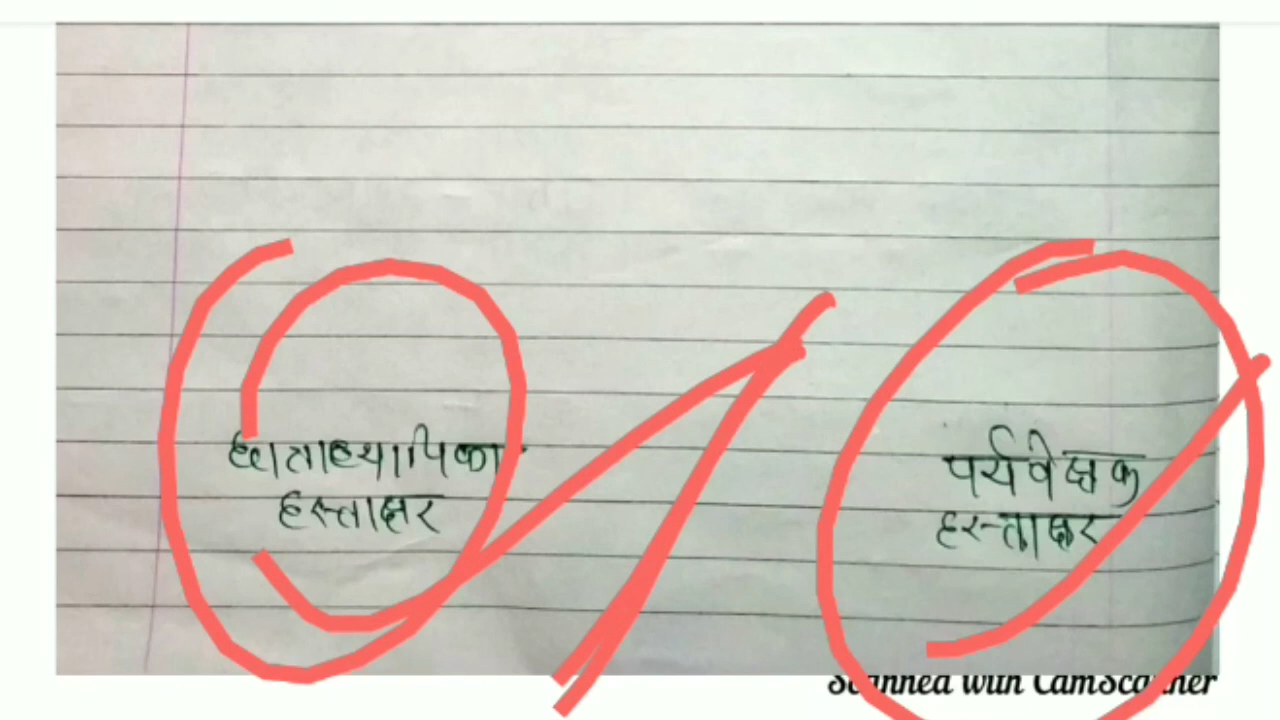 छात्राध्यापिका
हस्ताक्षर
पर्यवेक्षक
हस्ताक्षर
Scanned with CamScanner